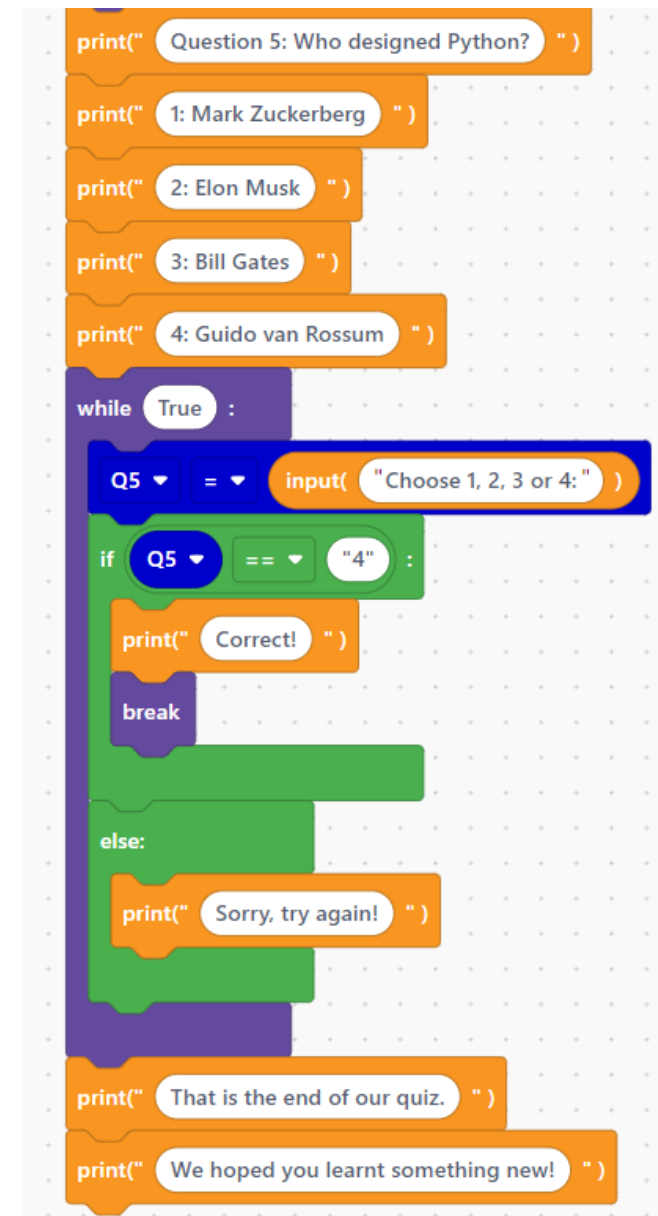 print(" Question 5: Who designed Python? ")
print(" 1: Mark Zuckerberg ")
print(" 2: Elon Musk ")
print(" 3: Bill Gates ")
print(" 4: Guido van Rossum ")
while True :
Q5 = input( "Choose 1, 2, 3 or 4: " )
if Q5 == "4" :
print(" Correct! ")
break
else:
print(" Sorry, try again! ")
print(" That is the end of our quiz. ")
print(" We hoped you learnt something new! ")